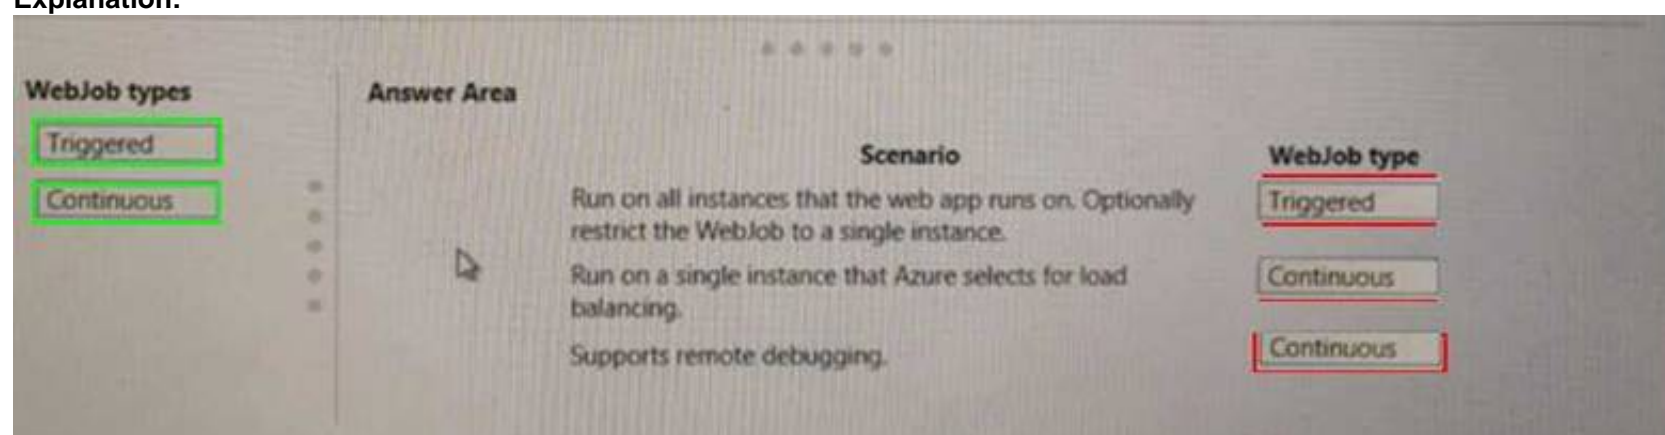 Explanation:
WebJob types
Answer Area
Triggered
Continuous
Scenario
WebJob type
Run on all instances that the web app runs on. Optionally
restrict the WebJob to a single instance.
Triggered
Run on a single instance that Azure selects for load
balancing.
Continuous
Supports remote debugging.
Continuous